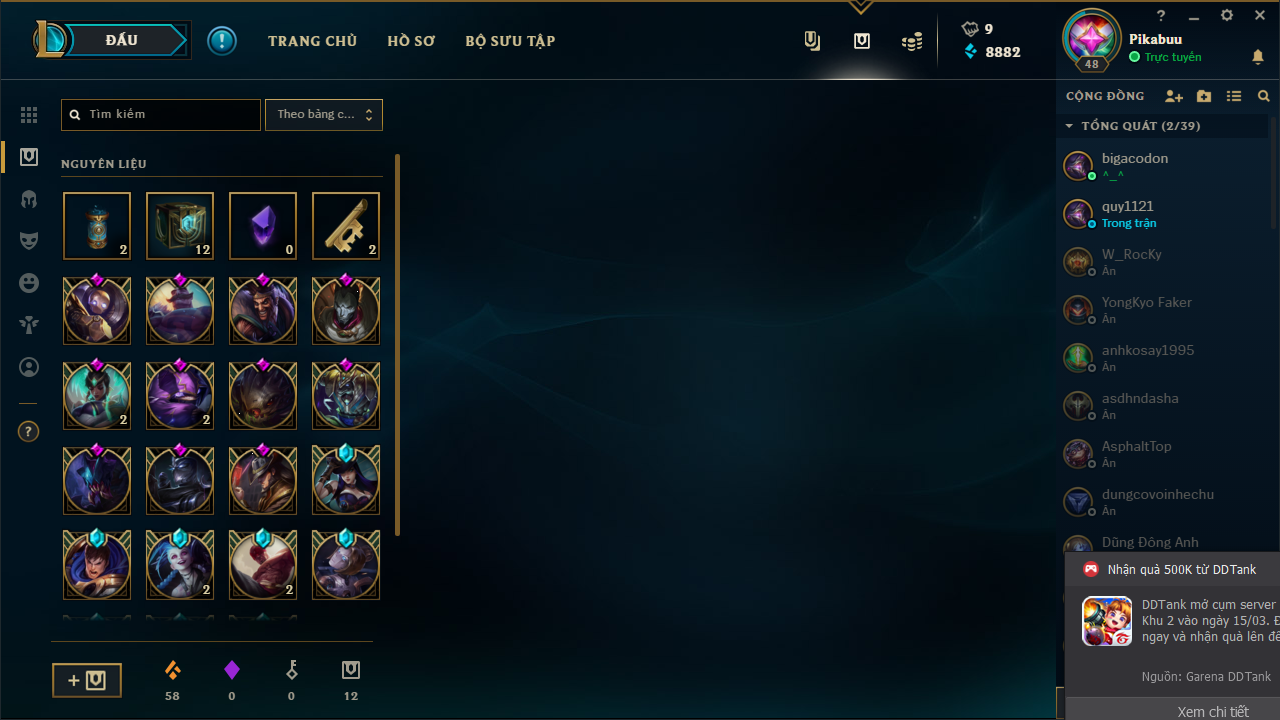 ĐẤU
TRANG CHỦ
HỒ SƠ
BỘ SƯU TẬP
9
8882
?
48
Pikabuu
Trực tuyến
Tìm kiếm
Theo bảng c...
CỘNG ĐỒNG
TỔNG QUÁT (2/39)
NGUYÊN LIỆU
2
12
0
2
2
2
2
2
?
bigacodon
^_^
quy1121
Trong trận
W_RocKy
Ẩn
YongKyo Faker
Ẩn
anhkosay1995
Ẩn
asdhndasha
Ẩn
AsphaltTop
Ẩn
dungcovoinhechu
Ẩn
Dũng Đông Anh
Nhận quà 500K từ DDTank
DDTank mở cụm server
Khu 2 vào ngày 15/03. Đ
ngay và nhận quà lên đế
Nguồn: Garena DDTank
Xem chi tiết
+
58
0
0
12